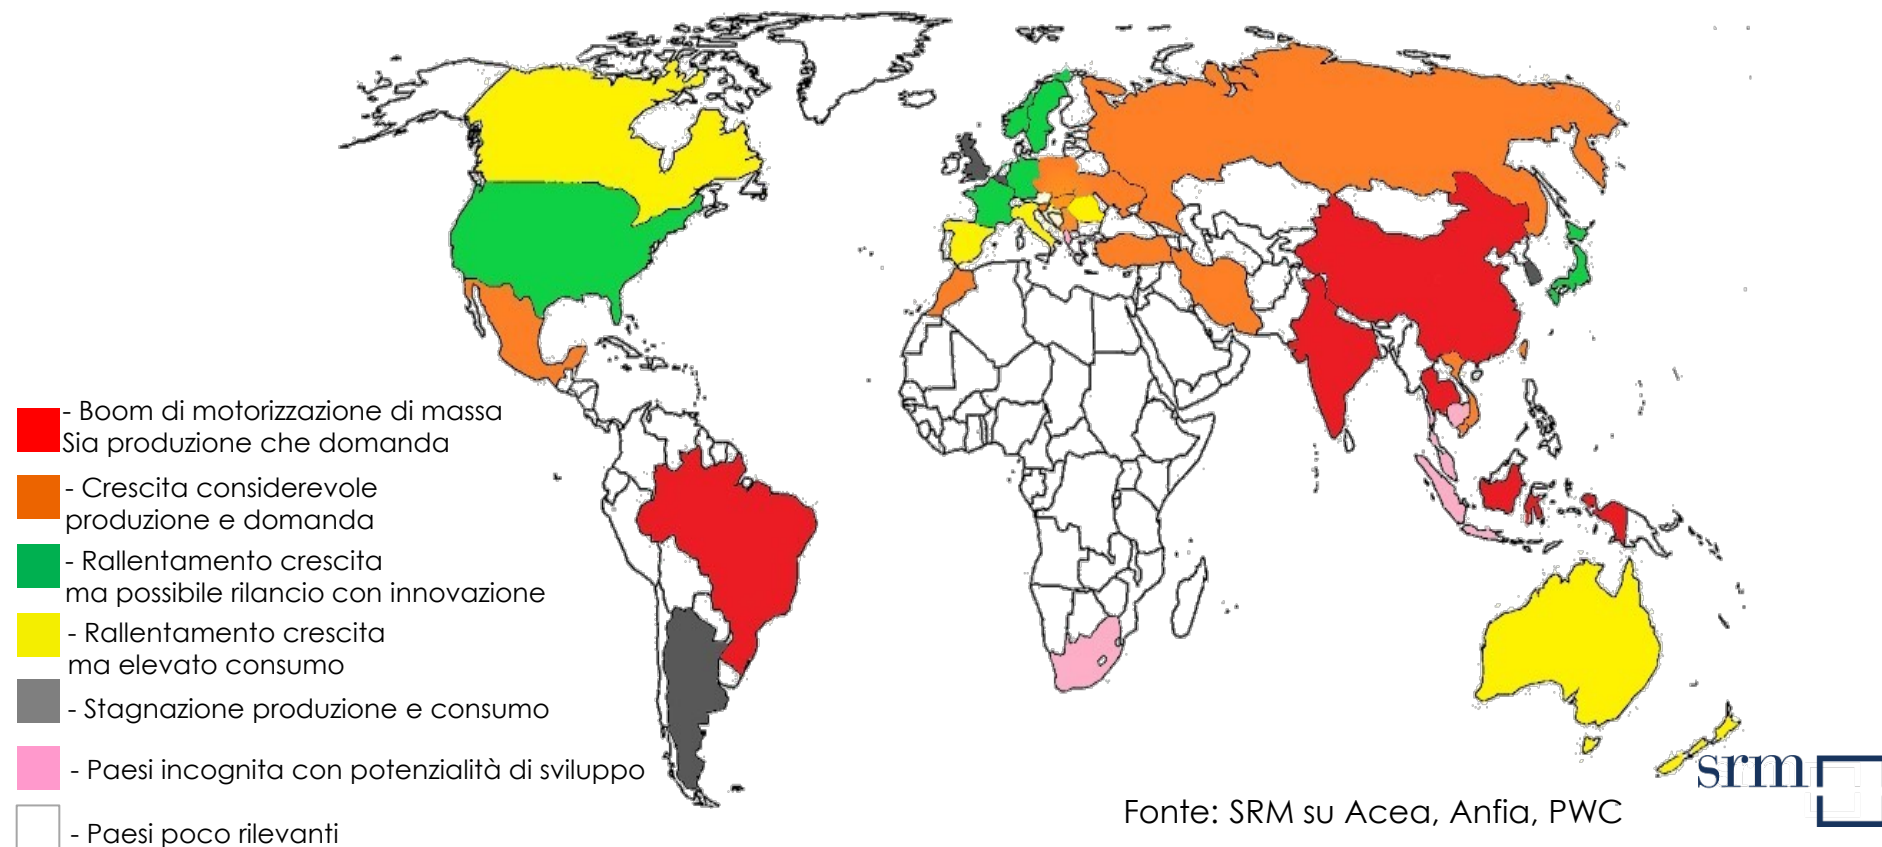 - Boom di motorizzazione di massa
Sia produzione che domanda
- Crescita considerevole
produzione e domanda
- Rallentamento crescita
ma possibile rilancio con innovazione
- Rallentamento crescita
ma elevato consumo
- Stagnazione produzione e consumo
- Paesi incognita con potenzialità di sviluppo
- Paesi poco rilevanti
srm
Fonte: SRM su Acea, Anfia, PWC